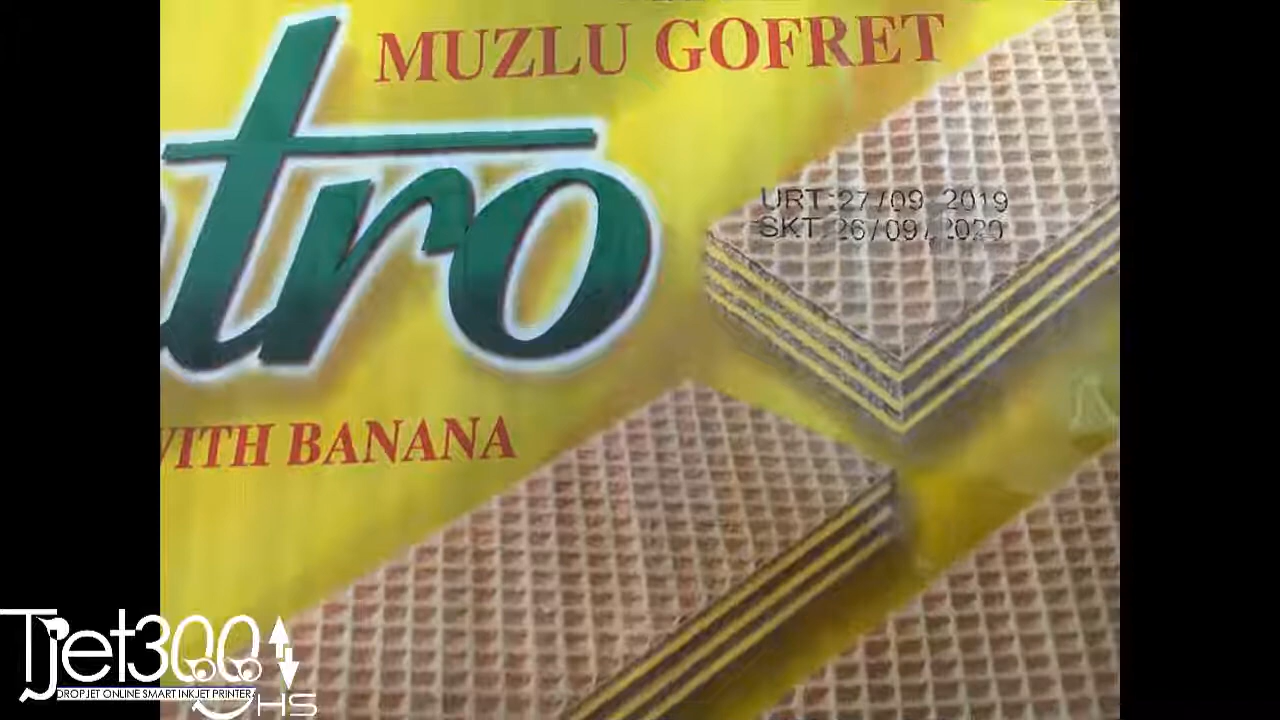 MUZLU GOFRET
tro
URT:27/09 2019
SKT 26/09/ 2020
WITH BANANA
Tjet300
DROPJET ONLINE SMART INKJET PRINTER
HS